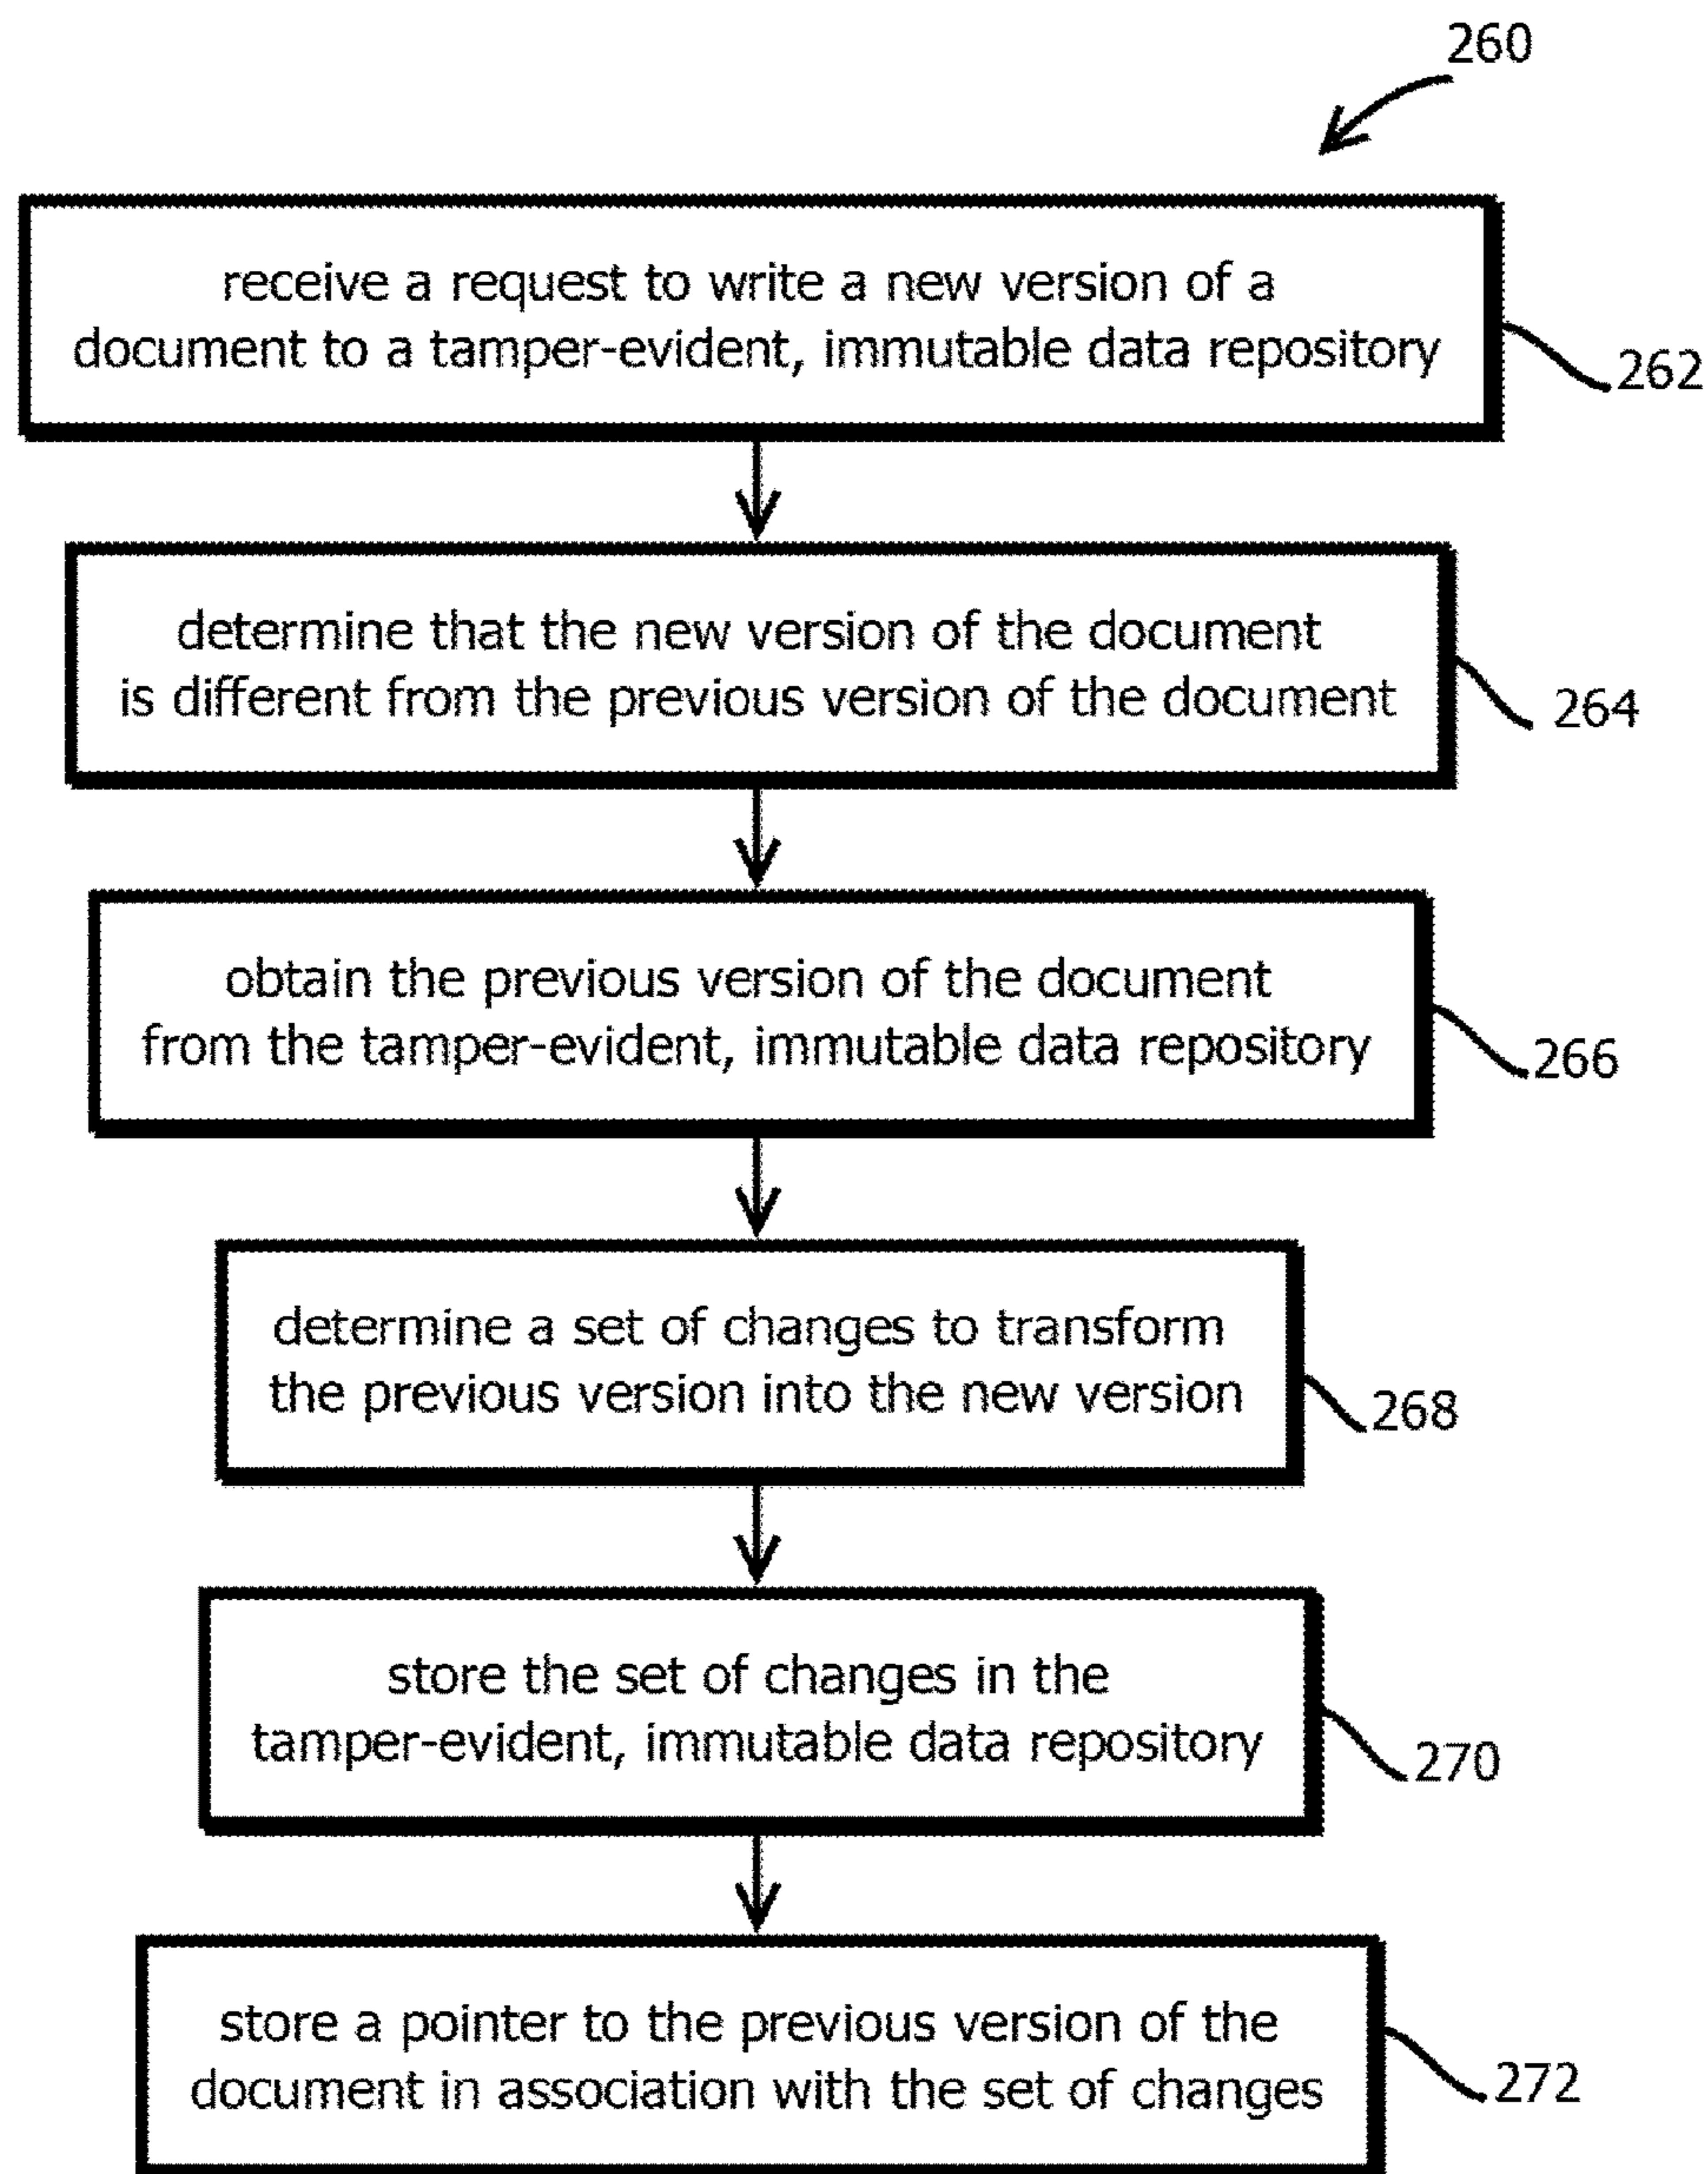 260
receive a request to write a new version of a
document to a tamper-evident, immutable data repository
262
determine that the new version of the document
is different from the previous version of the document
264
obtain the previous version of the document
from the tamper-evident, immutable data repository
266
determine a set of changes to transform
the previous version into the new version
268
store the set of changes in the
tamper-evident, immutable data repository
270
store a pointer to the previous version of the
document in association with the set of changes
272